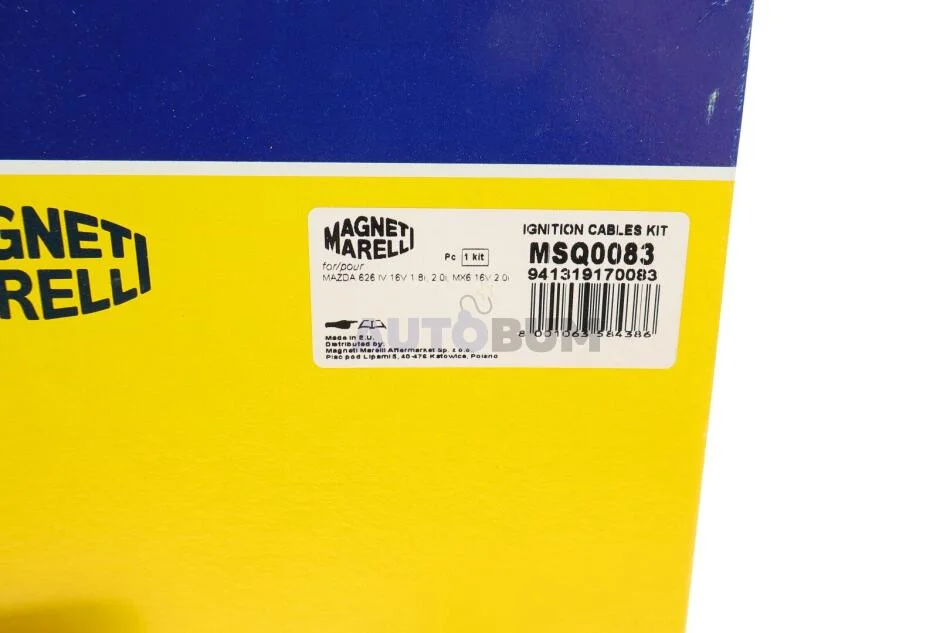 GNETI
RELLI
MAGNETI
MARELLI
IGNITION CABLES KIT
MSQ0083
941319170083
Pc 1 kit
for/pour
MAZDA 626 IV 16V 1.8i, 2.0i, MX6 16V 2.0i
8 001063 584386
AUTOBUM
Made in E.U.
Distributed by:
Magneti Marelli Aftermarket Sp. z o.o.
Plac pod Lipami 5, 40-476 Katowice, Poland